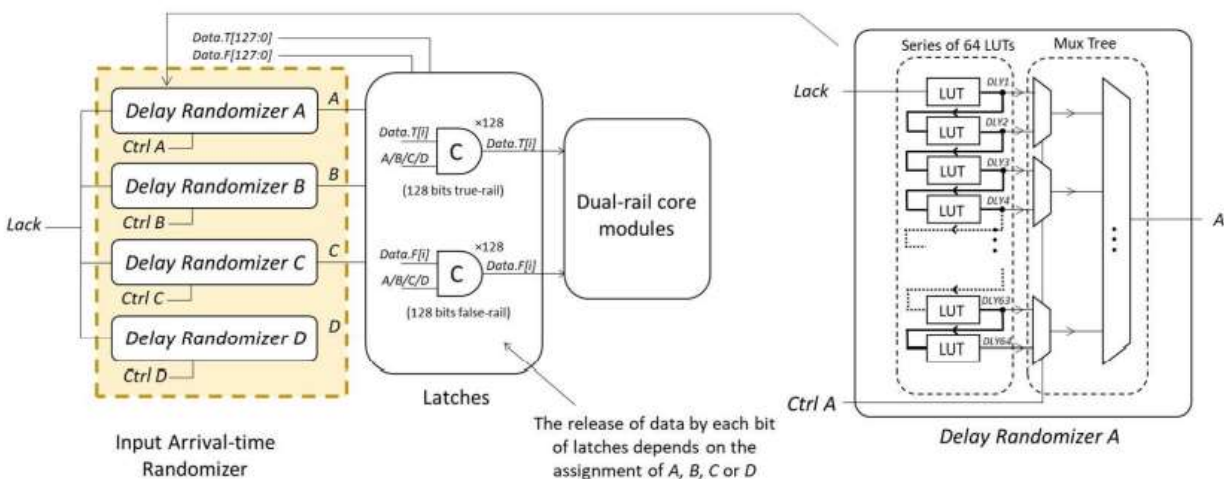 Data.T[127:0]
Data.F[127:0]
Delay Randomizer A
A
Ctrl A
Delay Randomizer B
B
Ctrl B
Lack
Delay Randomizer C
C
Ctrl C
Delay Randomizer D
D
Ctrl D
Input Arrival-time
Randomizer
×128
Data.T[i]
C
Data.T[i]
A/B/C/D
(128 bits true-rail)
×128
Data.F[i]
C
Data.F[i]
A/B/C/D
(128 bits false-rail)
Latches
Dual-rail core
modules
The release of data by each bit
of latches depends on the
assignment of A, B, C or D
Series of 64 LUTs
Mux Tree
Lack
LUT
DLY1
LUT
DLY2
LUT
DLY3
LUT
DLY4
LUT
DLY63
LUT
DLY64
A
Ctrl A
Delay Randomizer A